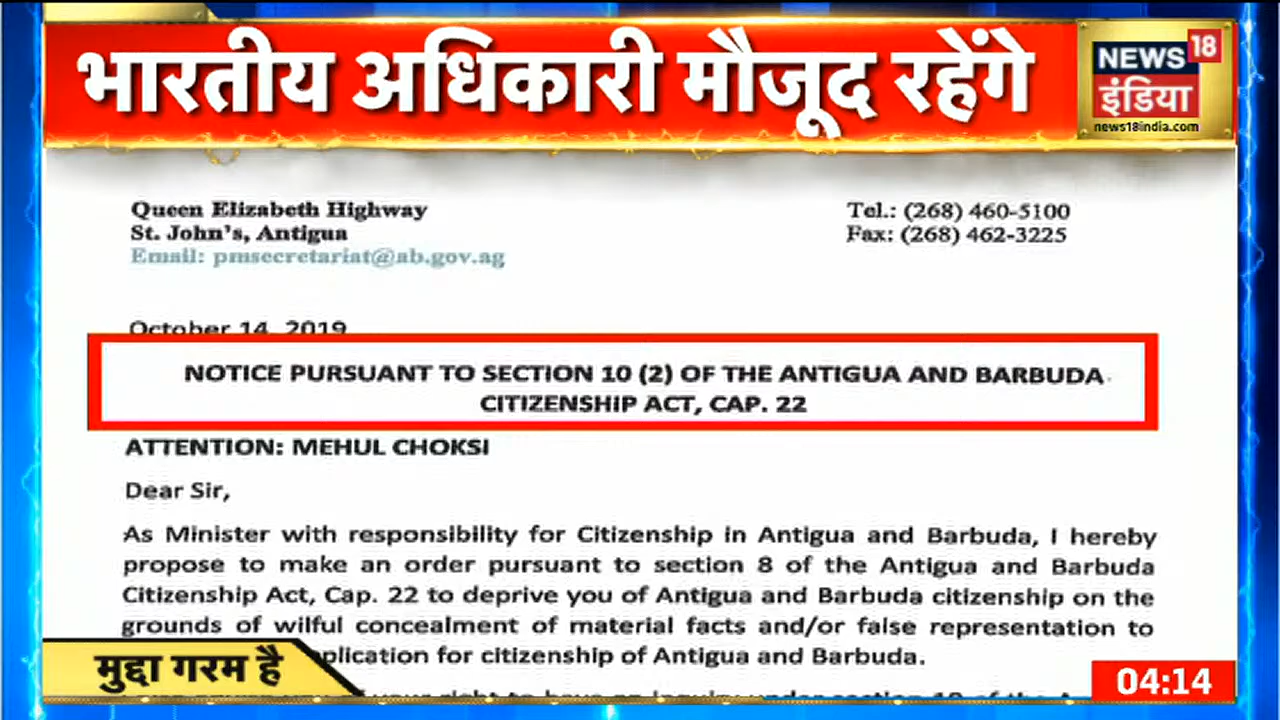 भारतीय अधिकारी मौजूद रहेंगे
NEWS 18
इंडिया
news18india.com
Queen Elizabeth Highway
St. John's, Antigua
Email: pmsecretariat@ab.gov.ag
Tel.: (268) 460-5100
Fax: (268) 462-3225
October 14, 2019
NOTICE PURSUANT TO SECTION 10 (2) OF THE ANTIGUA AND BARBUDA
CITIZENSHIP ACT, CAP. 22
ATTENTION: MEHUL CHOKSI
Dear Sir,
As Minister with responsibility for Citizenship in Antigua and Barbuda, I hereby
propose to make an order pursuant to section 8 of the Antigua and Barbuda
Citizenship Act, Cap. 22 to deprive you of Antigua and Barbuda citizenship on the
grounds of wilful concealment of material facts and/or false representation to
plication for citizenship of Antigua and Barbuda.
मुद्दा गरम है
04:14